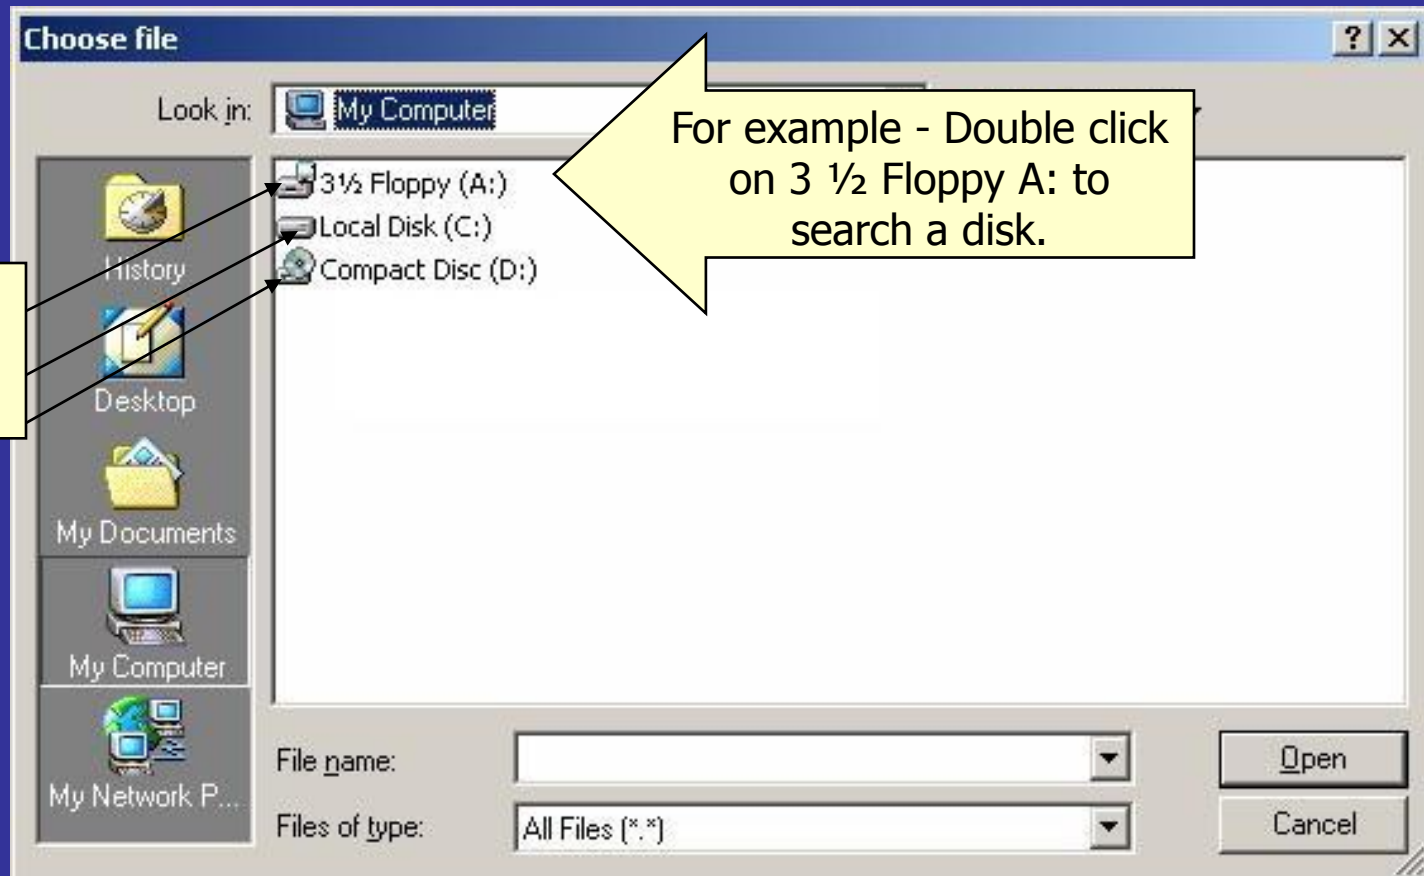 Choose file
Look in:
My Computer
For example - Double click
on 3 ½ Floppy A: to
search a disk.
3½ Floppy (A:)
Local Disk (C:)
Compact Disc (D:)
History
Desktop
My Documents
My Computer
My Network P...
File name:
Open
Files of type:
All Files (*.*)
Cancel